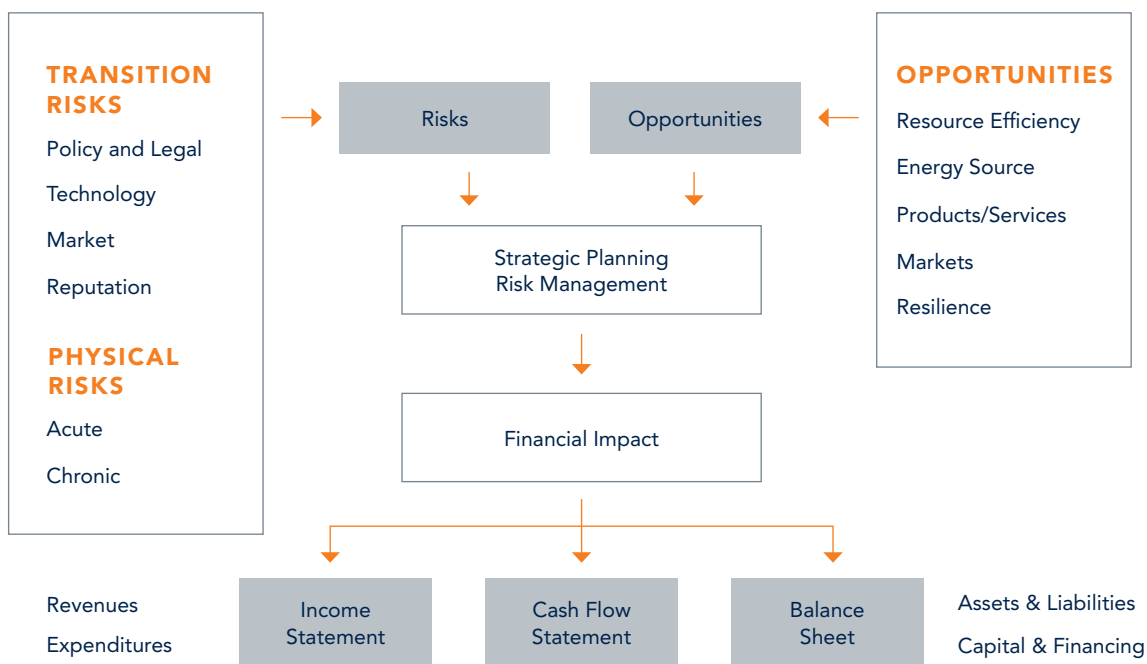 TRANSITION
RISKS
Policy and Legal
Technology
Market
Reputation
PHYSICAL
RISKS
Acute
Chronic
Risks
Opportunities
OPPORTUNITIES
Resource Efficiency
Energy Source
Products/Services
Markets
Resilience
Strategic Planning
Risk Management
Financial Impact
Revenues
Expenditures
Income
Statement
Cash Flow
Statement
Balance
Sheet
Assets & Liabilities
Capital & Financing